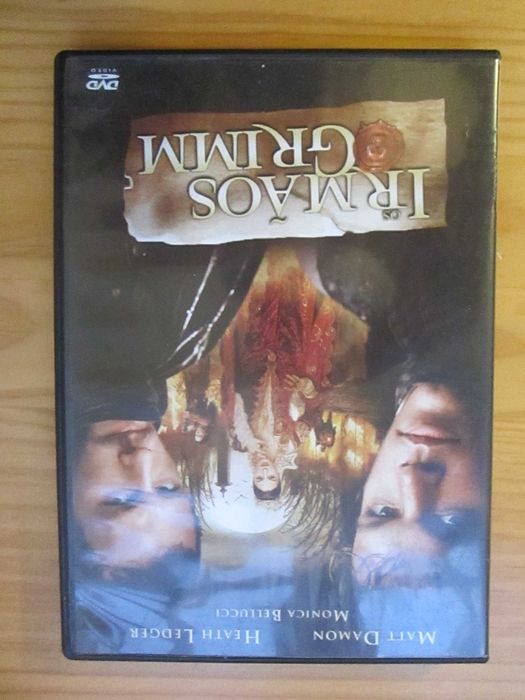 MATT DAMON HEATH LEDGER
MONICA BELLUCCI
OS
IRMÃOS
GRIMM
DVD
VIDEO